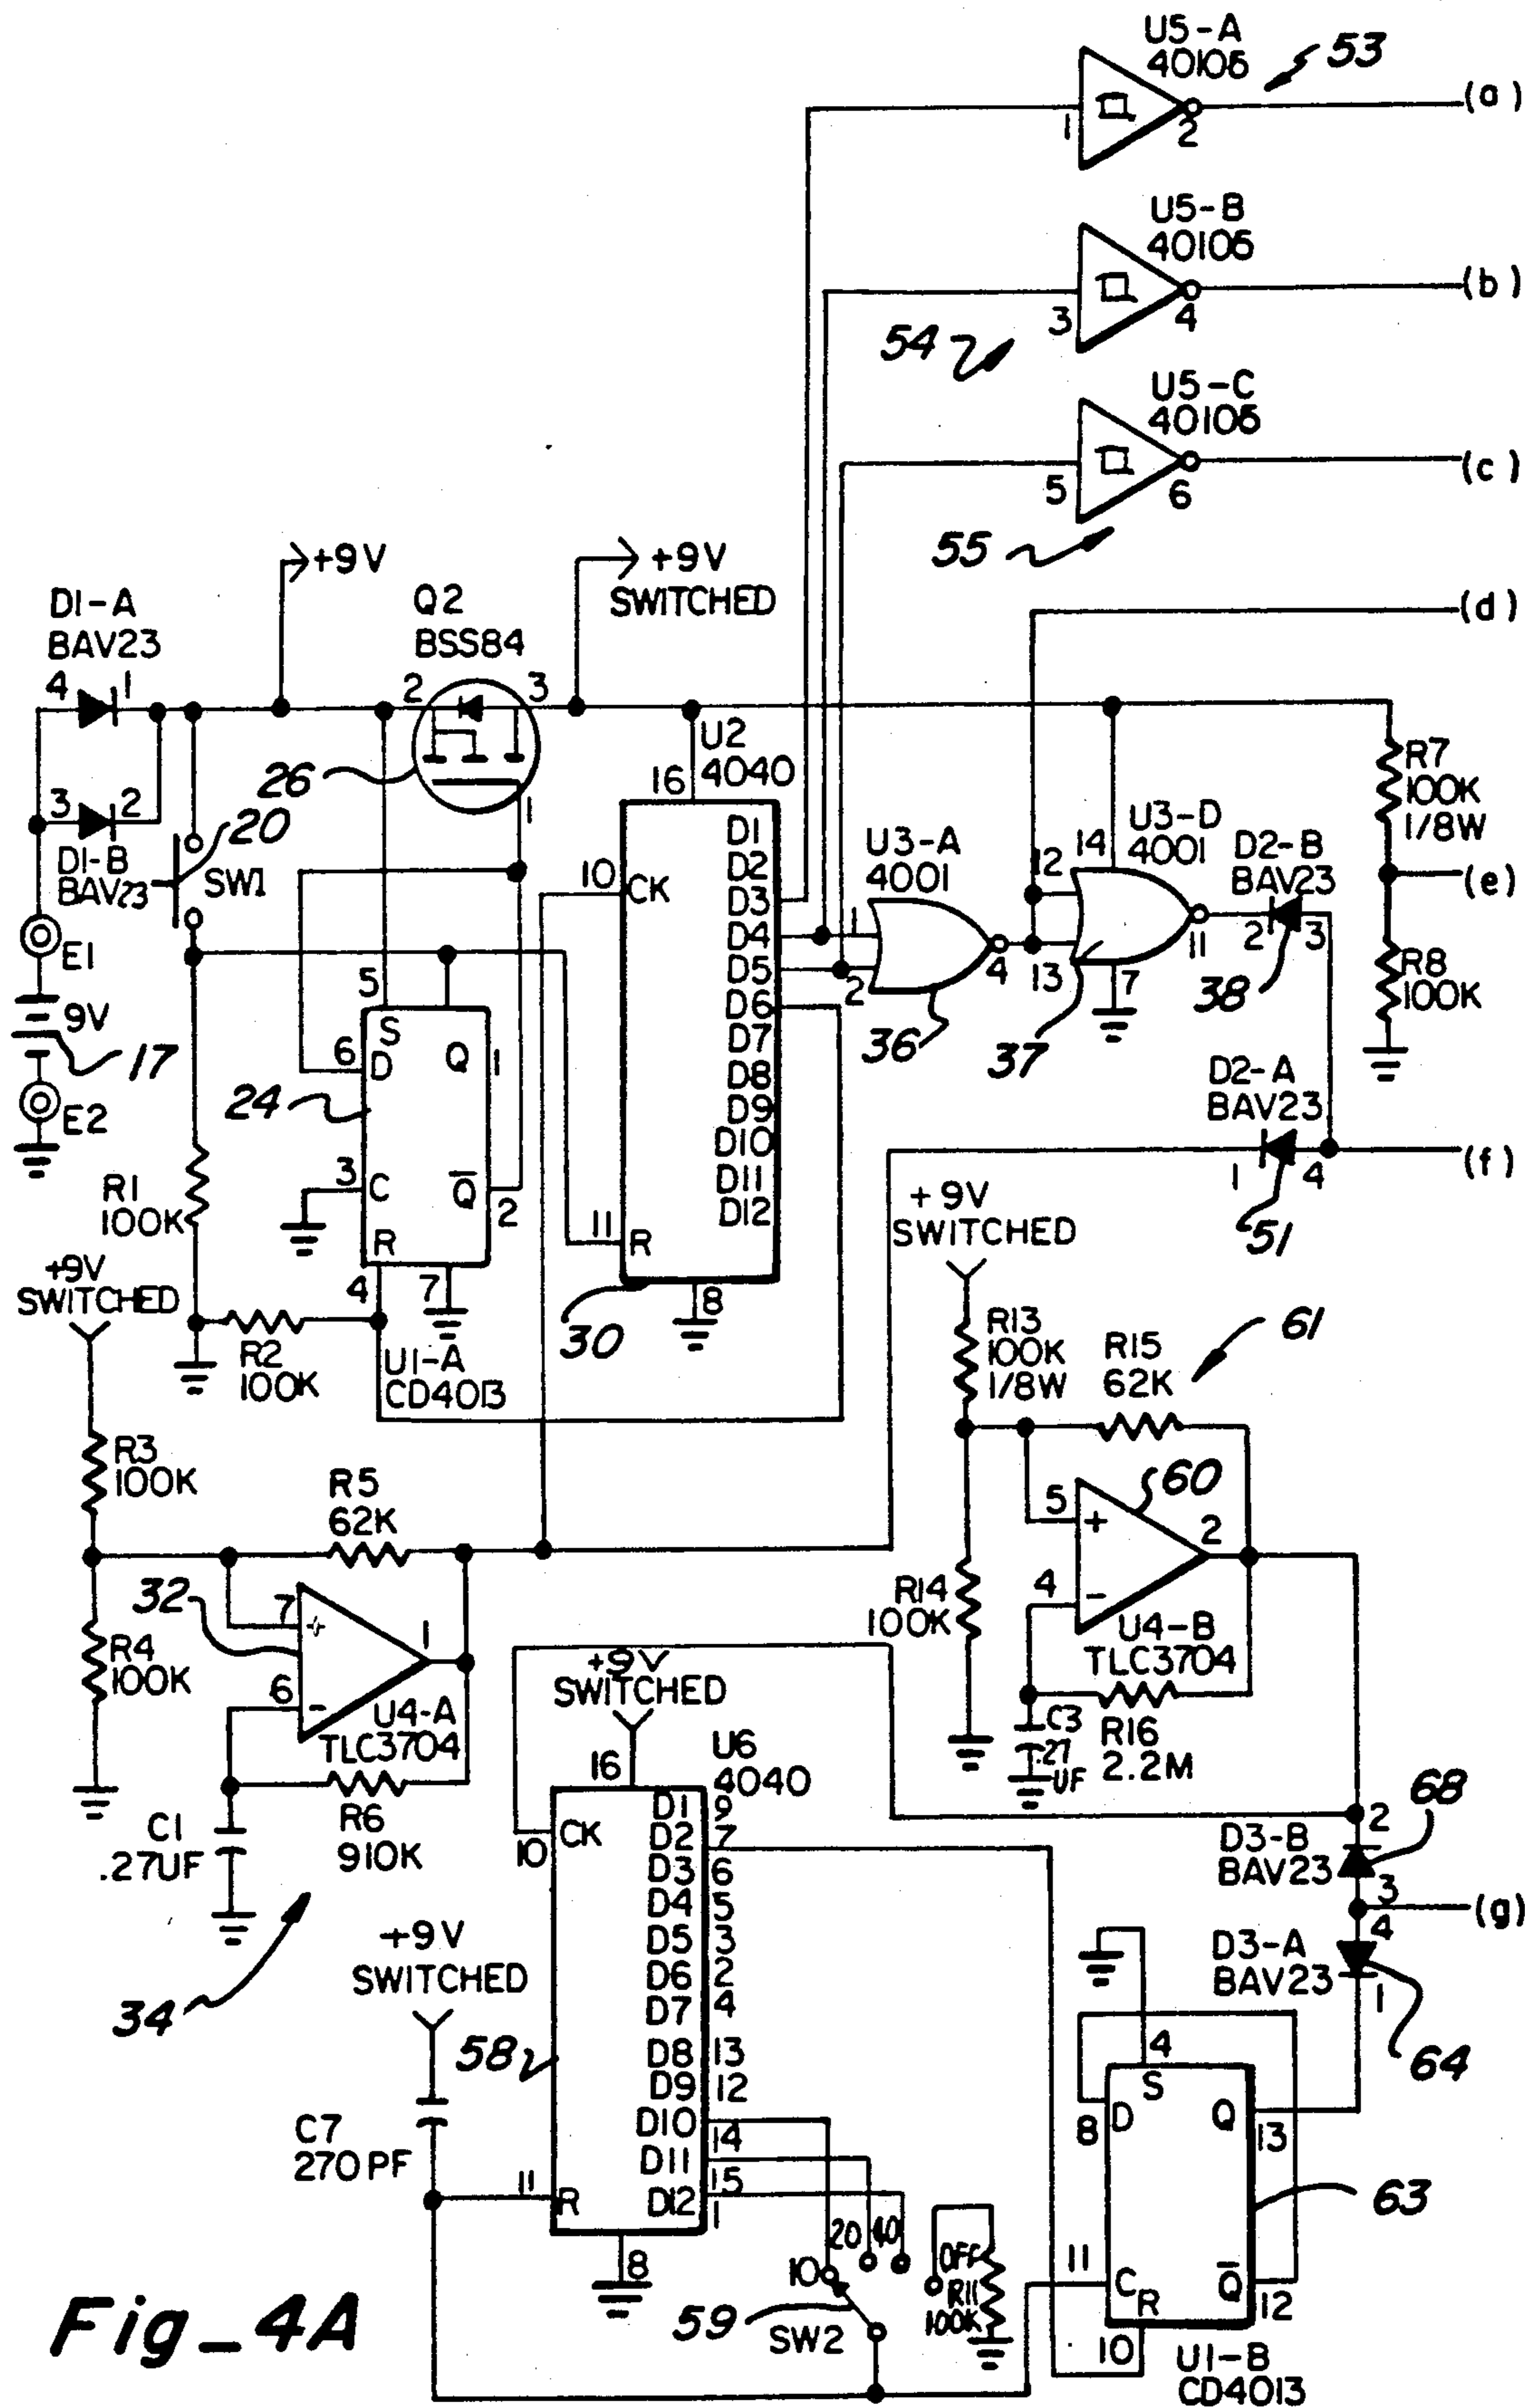 U5-A
40106
53
(a)
1
2
U5-B
40106
(b)
3
4
54
U5-C
40106
(c)
5
6
55
+9V
+9V
SWITCHED
(d)
D1-A
BAV23
4
1
Q2
BSS84
2
3
1
26
3
2
D1-B
BAV23
20
SW1
E1
9V
17
E2
U2
4040
16
10
CK
D1
D2
D3
D4
D5
D6
D7
D8
D9
D10
D11
D12
11
R
8
30
U3-A
4001
1
2
4
36
U3-D
4001
12
14
13
11
7
37
D2-B
BAV23
2
3
38
R7
100K
1/8W
(e)
R8
100K
D2-A
BAV23
1
4
51
(f)
5
S
6
D
Q
1
24
3
C
Q
2
R
4
7
U1-A
CD4013
R1
100K
R2
100K
+9V
SWITCHED
R3
100K
R5
62K
32
7
+
1
6
-
U4-A
TLC3704
R4
100K
R6
910K
C1
.27UF
34
+9V
SWITCHED
R13
100K
1/8W
R15
62K
61
60
5
+
2
4
-
U4-B
TLC3704
R14
100K
C3
.27
UF
R16
2.2M
+9V
SWITCHED
16
U6
4040
10
CK
D1 9
D2 7
D3 6
D4 5
D5 3
D6 2
D7 4
D8 13
D9 12
D10
14
D11
15
D12
1
11
R
8
58
+9V
SWITCHED
C7
270PF
2
68
D3-B
BAV23
3
(g)
4
D3-A
BAV23
1
64
4
S
8
D
Q
13
63
11
C
R
Q
12
10
U1-B
CD4013
10
20
40
OFF
R11
100K
59
SW2
Fig_4A